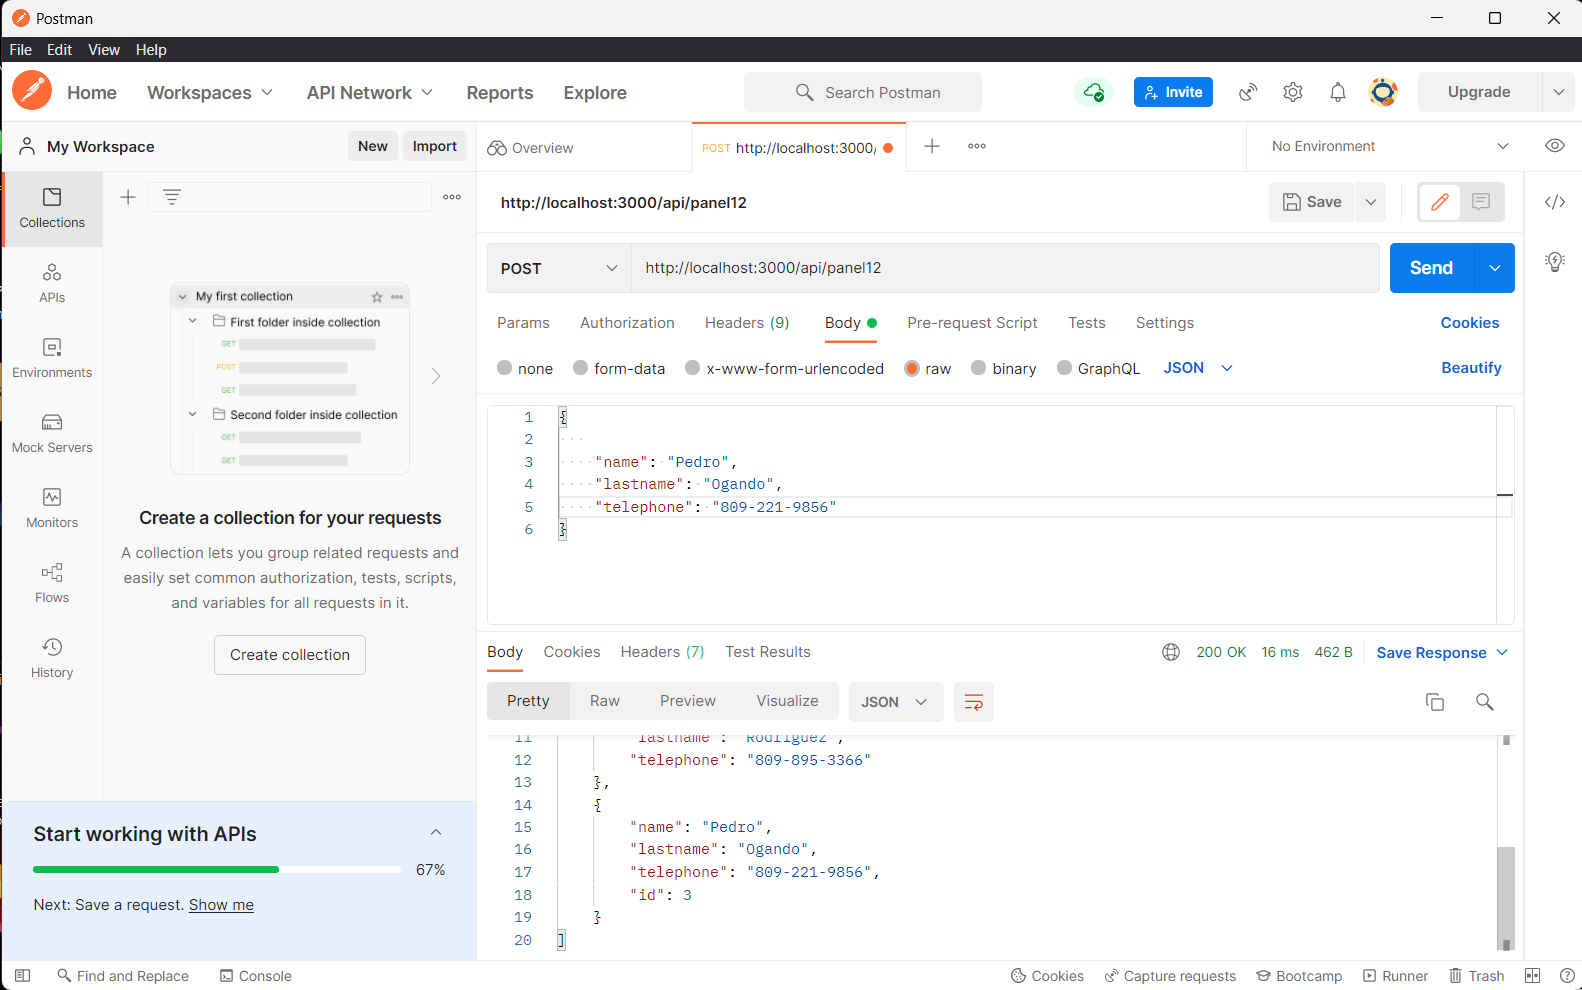 Postman
File Edit View Help
Home Workspaces API Network Reports Explore Search Postman Invite Upgrade
My Workspace New Import Overview POST http://localhost:3000/ No Environment
Collections
APIs
Environments
Mock Servers
Monitors
Flows
History
My first collection
First folder inside collection
GET
POST
GET
Second folder inside collection
GET
GET
Create a collection for your requests
A collection lets you group related requests and
easily set common authorization, tests, scripts,
and variables for all requests in it.
Create collection
Start working with APIs
67%
Next: Save a request. Show me
http://localhost:3000/api/panel12 Save
POST http://localhost:3000/api/panel12 Send
Params Authorization Headers (9) Body Pre-request Script Tests Settings Cookies
none form-data x-www-form-urlencoded raw binary GraphQL JSON Beautify
1 {
2
3 "name": "Pedro",
4 "lastname": "Ogando",
5 "telephone": "809-221-9856"
6 }
Body Cookies Headers (7) Test Results 200 OK 16 ms 462 B Save Response
Pretty Raw Preview Visualize JSON
11 "lastname": "Rodriguez",
12 "telephone": "809-895-3366"
13 },
14 {
15 "name": "Pedro",
16 "lastname": "Ogando",
17 "telephone": "809-221-9856",
18 "id": 3
19 }
20 ]
Find and Replace Console Cookies Capture requests Bootcamp Runner Trash